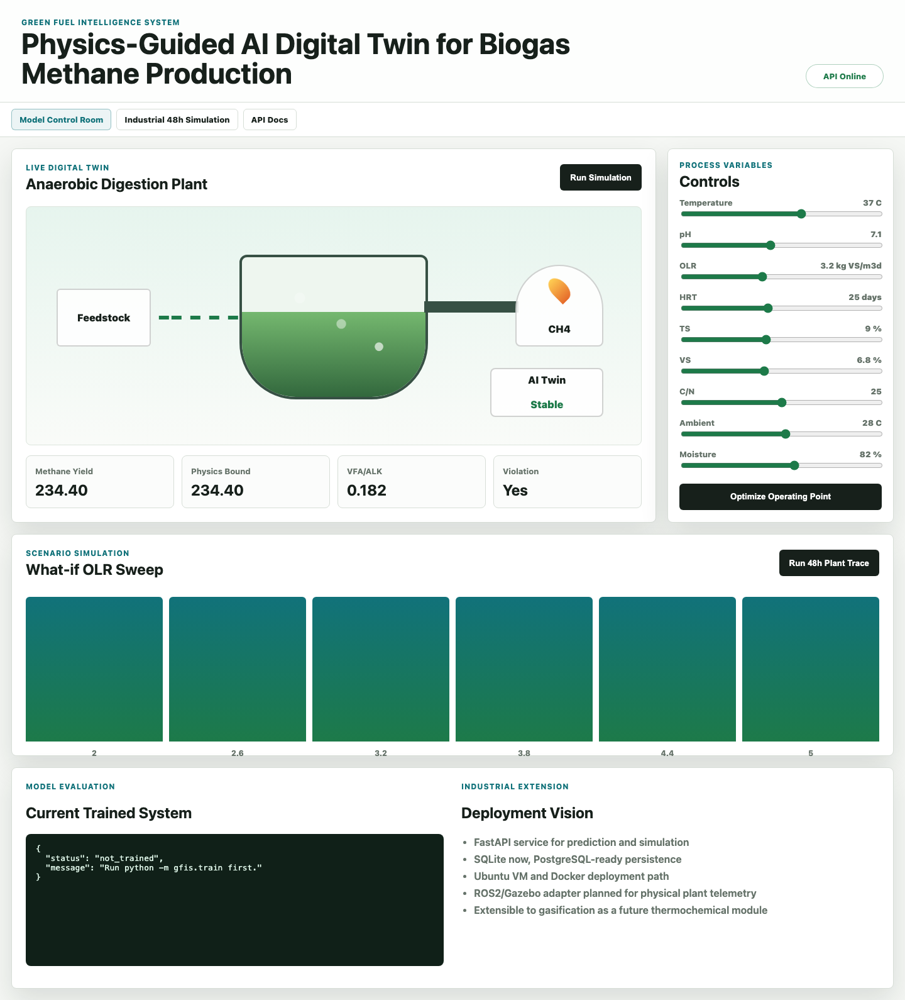 GREEN FUEL INTELLIGENCE SYSTEM
Physics-Guided AI Digital Twin for Biogas
Methane Production
API Online
Model Control Room
Industrial 48h Simulation
API Docs
LIVE DIGITAL TWIN
Anaerobic Digestion Plant
Run Simulation
Feedstock
CH4
AI Twin
Stable
Methane Yield
234.40
Physics Bound
234.40
VFA/ALK
0.182
Violation
Yes
PROCESS VARIABLES
Controls
Temperature 37 C
pH 7.1
OLR 3.2 kg VS/m3d
HRT 25 days
TS 9 %
VS 6.8 %
C/N 25
Ambient 28 C
Moisture 82 %
Optimize Operating Point
SCENARIO SIMULATION
What-if OLR Sweep
Run 48h Plant Trace
2 2.6 3.2 3.8 4.4 5
MODEL EVALUATION
Current Trained System
{
  "status": "not_trained",
  "message": "Run python -m gfis.train first."
}
INDUSTRIAL EXTENSION
Deployment Vision
• FastAPI service for prediction and simulation
• SQLite now, PostgreSQL-ready persistence
• Ubuntu VM and Docker deployment path
• ROS2/Gazebo adapter planned for physical plant telemetry
• Extensible to gasification as a future thermochemical module